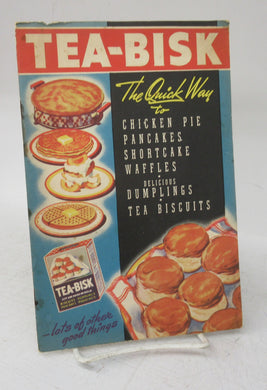 TEA-BISK
The Quick Way
to
CHICKEN PIE
PANCAKES
SHORTCAKE
WAFFLES
DELICIOUS
DUMPLINGS
TEA BISCUITS
TEA-BISK
—lots of other
good things